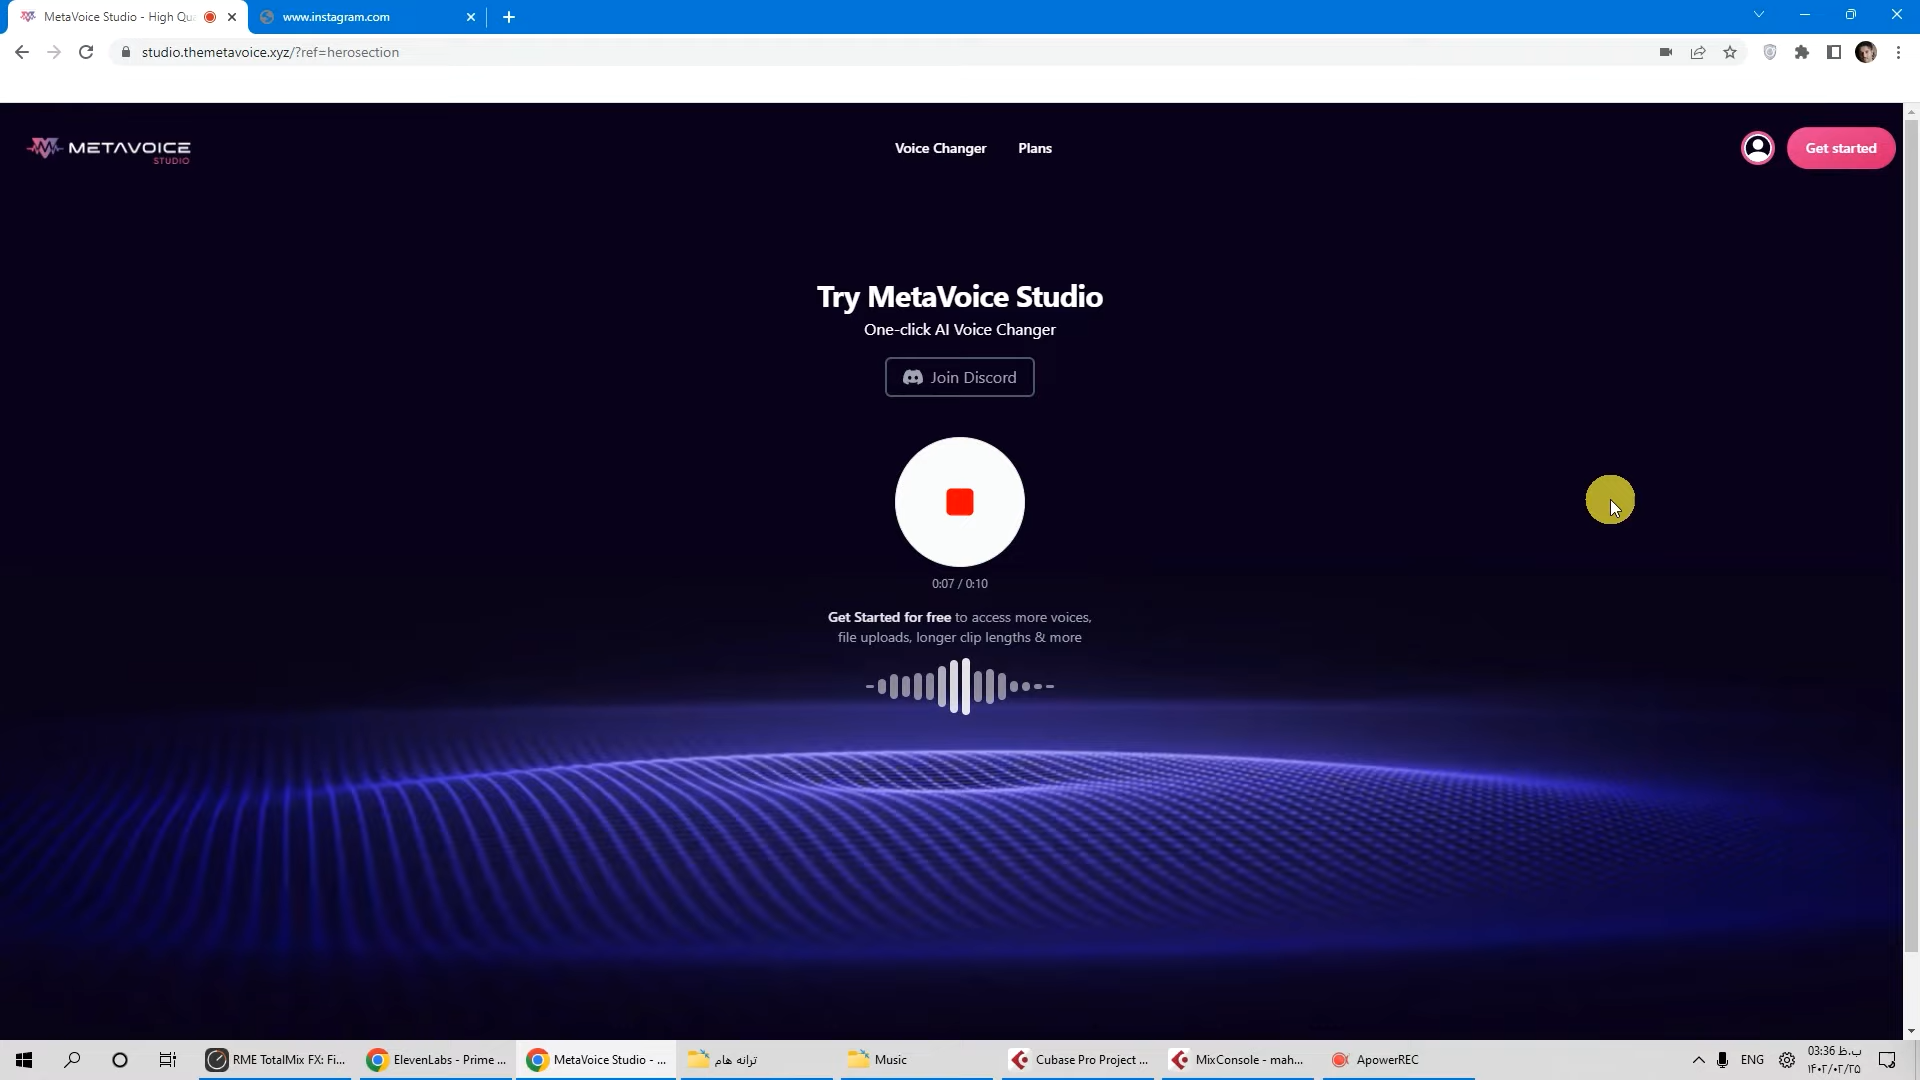 MetaVoice Studio - High Qu
www.instagram.com
studio.themetavoice.xyz/?ref=herosection
METAVOICE
STUDIO
Voice Changer
Plans
Get started
Try MetaVoice Studio
One-click AI Voice Changer
Join Discord
0:07 / 0:10
Get Started for free to access more voices,
file uploads, longer clip lengths & more
RME TotalMix FX: Fi...
ElevenLabs - Prime ...
MetaVoice Studio - ...
ترانه هام
Music
Cubase Pro Project ...
MixConsole - mah...
ApowerREC
ENG
03:36 ب.ظ
۱۴۰۲/۰۲/۲۵